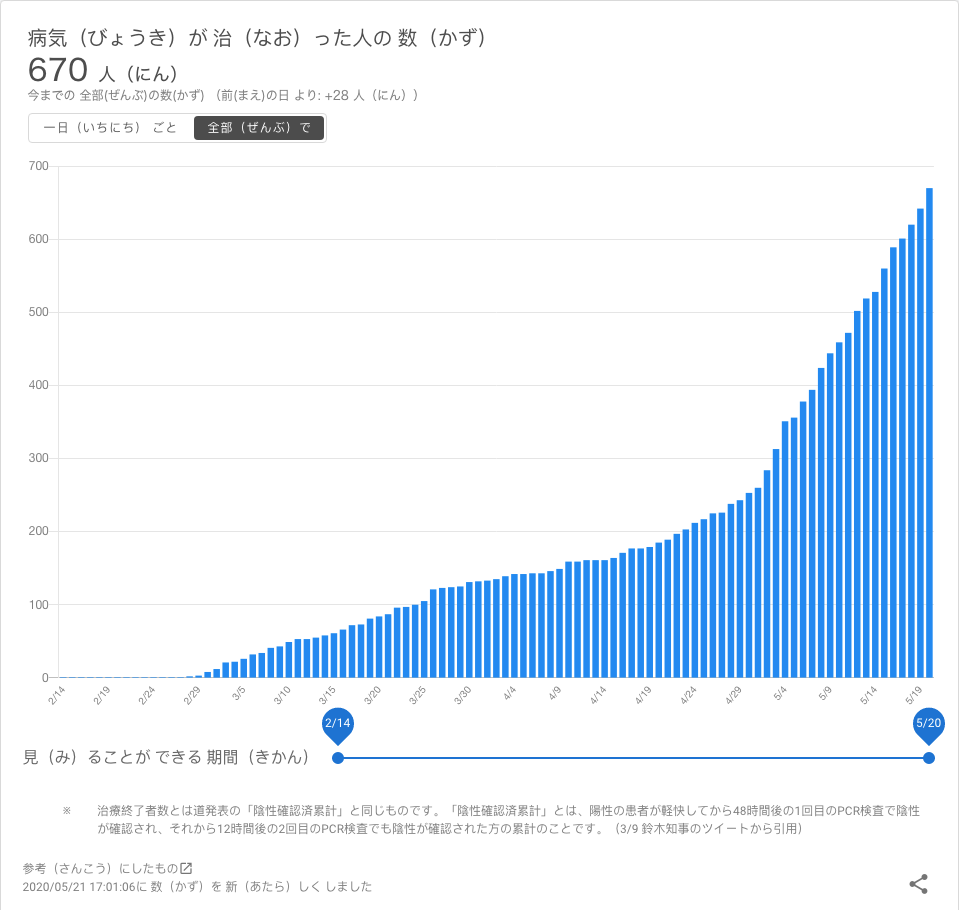 病気（びょうき）が 治（なお）った人の 数（かず）
670 人（にん）
今までの 全部(ぜんぶ)の数(かず) （前(まえ)の日 より: +28 人（にん））
一日（いちにち） ごと
全部（ぜんぶ）で
700
600
500
400
300
200
100
0
2/14 2/19 2/24 2/29 3/5 3/10 3/15 3/20 3/25 3/30 4/4 4/9 4/14 4/19 4/24 4/29 5/4 5/9 5/14 5/19
2/14 5/20
見（み）ることが できる 期間（きかん）
※ 治療終了者数とは道発表の「陰性確認済累計」と同じものです。「陰性確認済累計」とは、陽性の患者が軽快してから48時間後の1回目のPCR検査で陰性
が確認され、それから12時間後の2回目のPCR検査でも陰性が確認された方の累計のことです。（3/9 鈴木知事のツイートから引用）
参考（さんこう）にしたもの
2020/05/21 17:01:06に 数（かず）を 新（あたら）しく しました